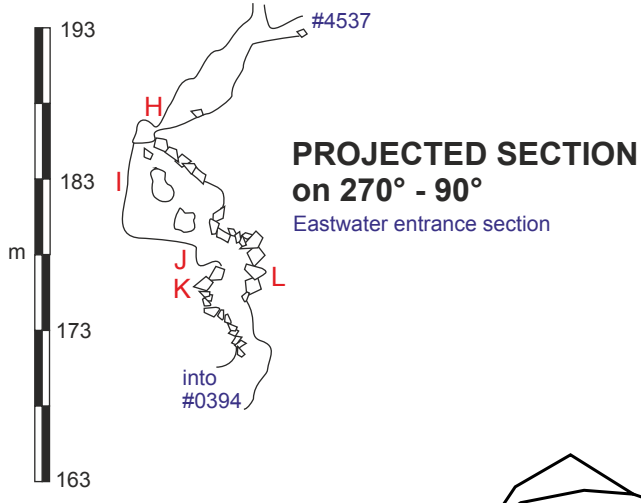 193
#4537
H
PROJECTED SECTION
on 270° - 90°
183
I
Eastwater entrance section
m
J
K
L
173
into
#0394
163